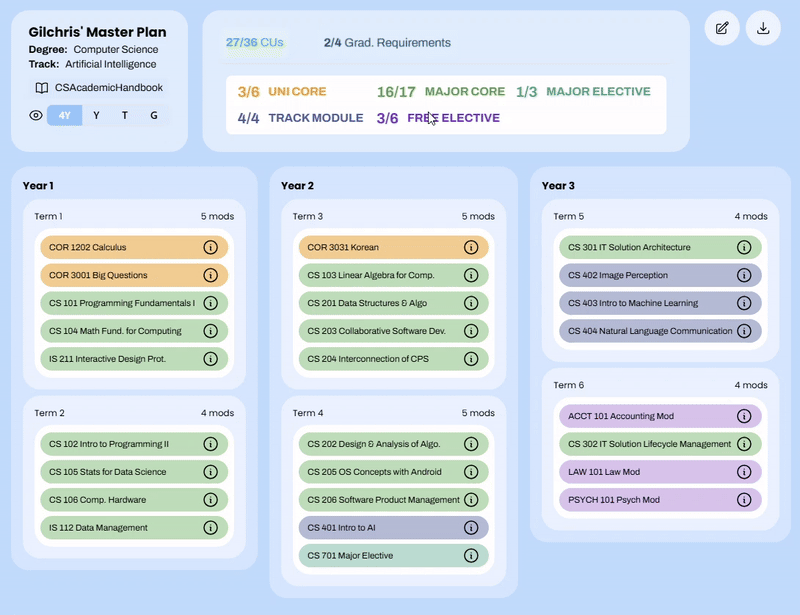 Gilchris' Master Plan
Degree: Computer Science
Track: Artificial Intelligence
CSAcademicHandbook
4Y Y T G
27/36 CUs 2/4 Grad. Requirements
3/6 UNI CORE 16/17 MAJOR CORE 1/3 MAJOR ELECTIVE
4/4 TRACK MODULE 3/6 FREE ELECTIVE
Year 1
Term 1 5 mods
COR 1202 Calculus
COR 3001 Big Questions
CS 101 Programming Fundamentals I
CS 104 Math Fund. for Computing
IS 211 Interactive Design Prot.
Term 2 4 mods
CS 102 Intro to Programming II
CS 105 Stats for Data Science
CS 106 Comp. Hardware
IS 112 Data Management
Year 2
Term 3 5 mods
COR 3031 Korean
CS 103 Linear Algebra for Comp.
CS 201 Data Structures & Algo
CS 203 Collaborative Software Dev.
CS 204 Interconnection of CPS
Term 4 5 mods
CS 202 Design & Analysis of Algo.
CS 205 OS Concepts with Android
CS 206 Software Product Management
CS 401 Intro to AI
CS 701 Major Elective
Year 3
Term 5 4 mods
CS 301 IT Solution Architecture
CS 402 Image Perception
CS 403 Intro to Machine Learning
CS 404 Natural Language Communication
Term 6 4 mods
ACCT 101 Accounting Mod
CS 302 IT Solution Lifecycle Management
LAW 101 Law Mod
PSYCH 101 Psych Mod